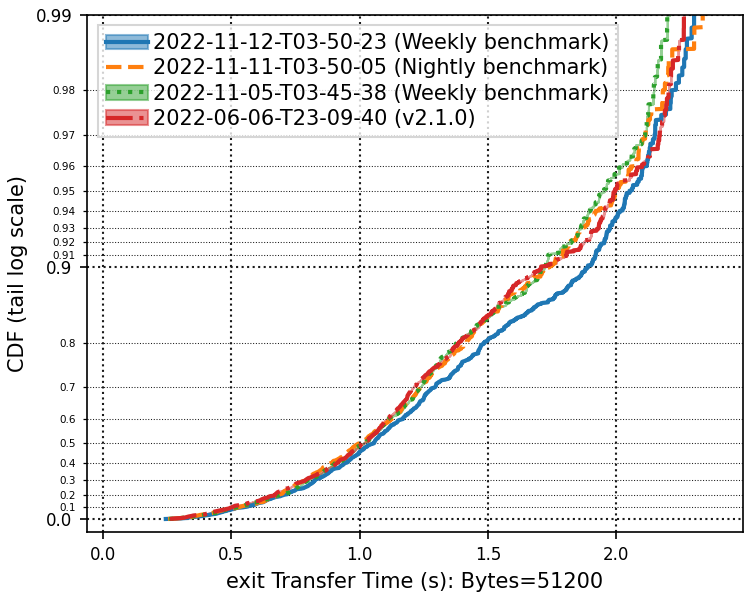 0.99
2022-11-12-T03-50-23 (Weekly benchmark)
2022-11-11-T03-50-05 (Nightly benchmark)
2022-11-05-T03-45-38 (Weekly benchmark)
2022-06-06-T23-09-40 (v2.1.0)
0.98
0.97
0.96
0.95
0.94
0.93
0.92
0.91
0.9
0.8
0.7
0.6
0.5
0.4
0.3
0.2
0.1
0.0
CDF (tail log scale)
0.0 0.5 1.0 1.5 2.0
exit Transfer Time (s): Bytes=51200